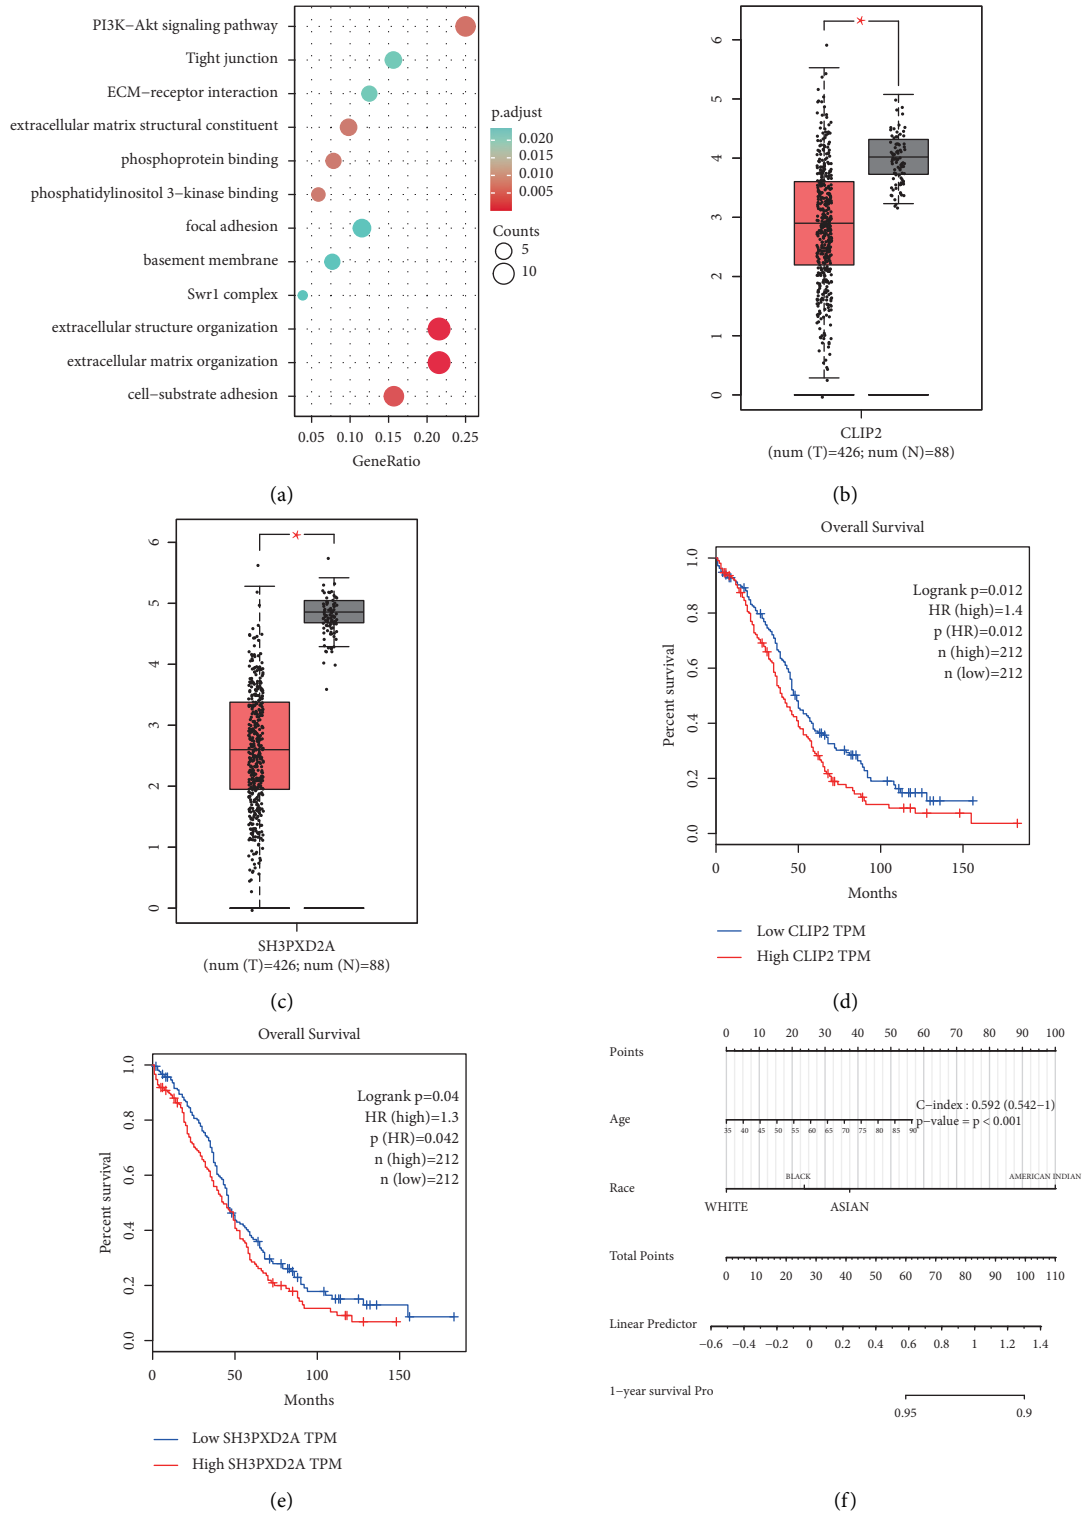 PI3K−Akt signaling pathway
Tight junction
ECM−receptor interaction
extracellular matrix structural constituent
phosphoprotein binding
phosphatidylinositol 3−kinase binding
focal adhesion
basement membrane
Swr1 complex
extracellular structure organization
extracellular matrix organization
cell−substrate adhesion
0.05 0.10 0.15 0.20 0.25
GeneRatio
p.adjust
0.020
0.015
0.010
0.005
Counts
5
10
(a)
6
5
4
3
2
1
0
CLIP2
(num (T)=426; num (N)=88)
(b)
6
5
4
3
2
1
0
SH3PXD2A
(num (T)=426; num (N)=88)
(c)
Overall Survival
Percent survival
1.0
0.8
0.6
0.4
0.2
0.0
Logrank p=0.012
HR (high)=1.4
p (HR)=0.012
n (high)=212
n (low)=212
0 50 100 150
Months
Low CLIP2 TPM
High CLIP2 TPM
(d)
Overall Survival
Percent survival
1.0
0.8
0.6
0.4
0.2
0.0
Logrank p=0.04
HR (high)=1.3
p (HR)=0.042
n (high)=212
n (low)=212
0 50 100 150
Months
Low SH3PXD2A TPM
High SH3PXD2A TPM
(e)
0 10 20 30 40 50 60 70 80 90 100
Points
C−index : 0.592 (0.542−1)
p−value = p < 0.001
Age
35 40 45 50 55 60 65 70 75 80 85 90
BLACK AMERICAN INDIAN
Race
WHITE ASIAN
Total Points
0 10 20 30 40 50 60 70 80 90 100 110
Linear Predictor
−0.6 −0.4 −0.2 0 0.2 0.4 0.6 0.8 1 1.2 1.4
1−year survival Pro
0.95 0.9
(f)